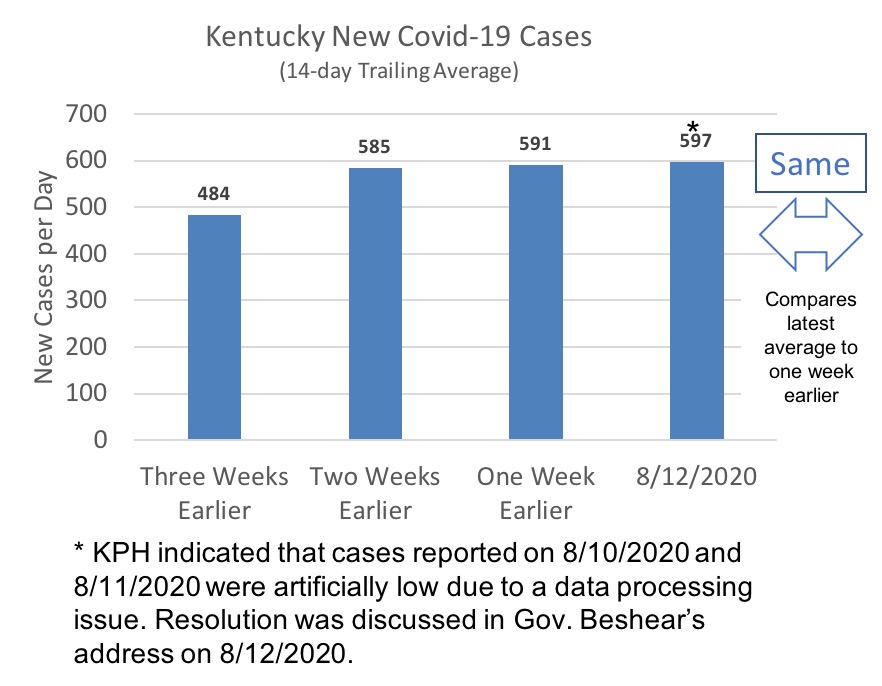 Kentucky New Covid-19 Cases
(14-day Trailing Average)
New Cases per Day
700
600
500
400
300
200
100
0
484
585
591
*
597
Three Weeks
Earlier
Two Weeks
Earlier
One Week
Earlier
8/12/2020
Same
Compares
latest
average to
one week
earlier
* KPH indicated that cases reported on 8/10/2020 and
8/11/2020 were artificially low due to a data processing
issue. Resolution was discussed in Gov. Beshear’s
address on 8/12/2020.